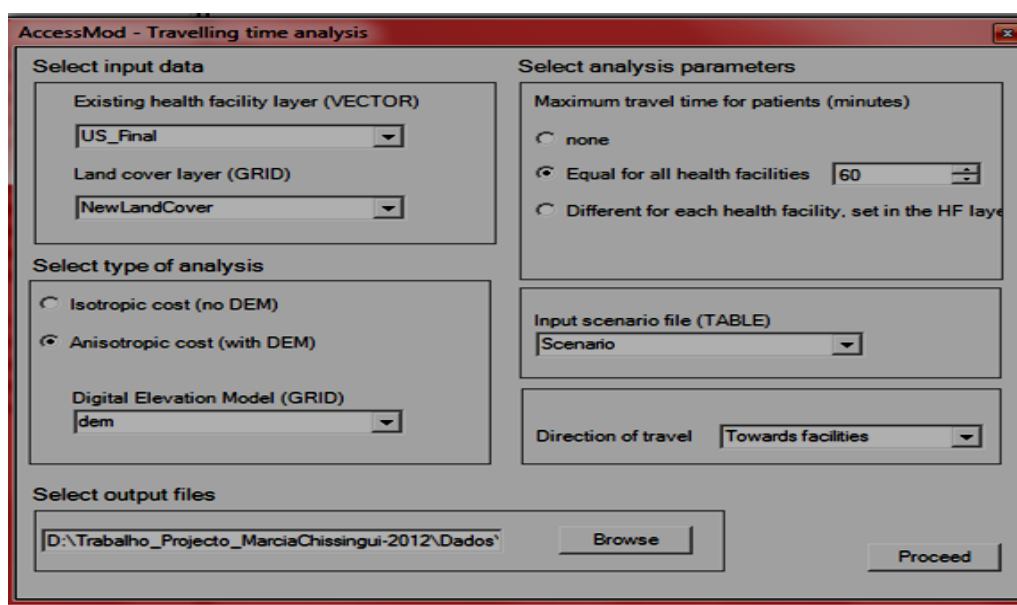 AccessMod - Travelling time analysis
Select input data
Existing health facility layer (VECTOR)
US_Final
Land cover layer (GRID)
NewLandCover
Select type of analysis
Isotropic cost (no DEM)
Anisotropic cost (with DEM)
Digital Elevation Model (GRID)
dem
Select analysis parameters
Maximum travel time for patients (minutes)
none
Equal for all health facilities 60
Different for each health facility, set in the HF laye
Input scenario file (TABLE)
Scenario
Direction of travel Towards facilities
Select output files
D:\Trabalho_Projecto_MarciaChissingui-2012\Dados\
Browse
Proceed